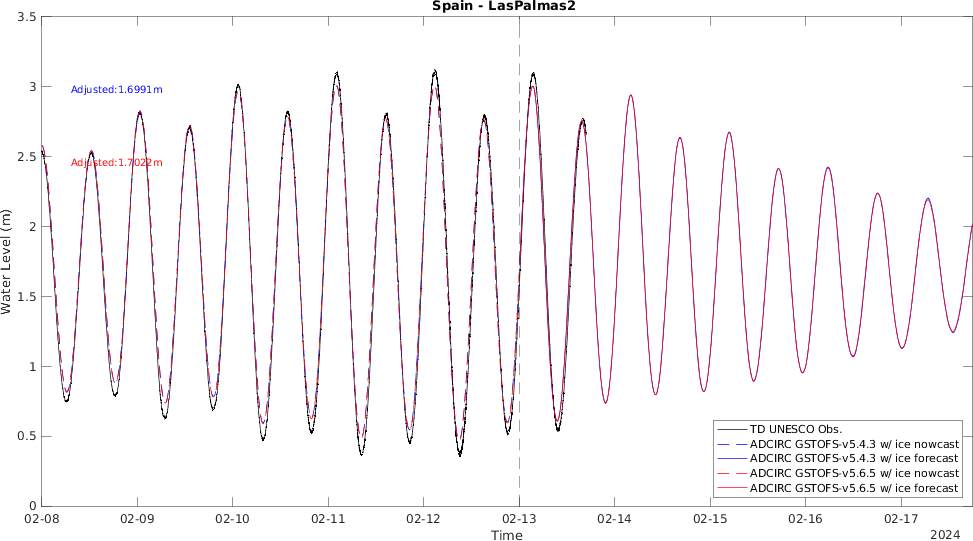 Spain - LasPalmas2
3.5
3
2.5
2
1.5
1
0.5
0
Water Level (m)
Adjusted:1.6991m
Adjusted:1.7022m
TD UNESCO Obs.
ADCIRC GSTOFS-v5.4.3 w/ ice nowcast
ADCIRC GSTOFS-v5.4.3 w/ ice forecast
ADCIRC GSTOFS-v5.6.5 w/ ice nowcast
ADCIRC GSTOFS-v5.6.5 w/ ice forecast
02-08 02-09 02-10 02-11 02-12 02-13 02-14 02-15 02-16 02-17
Time
2024